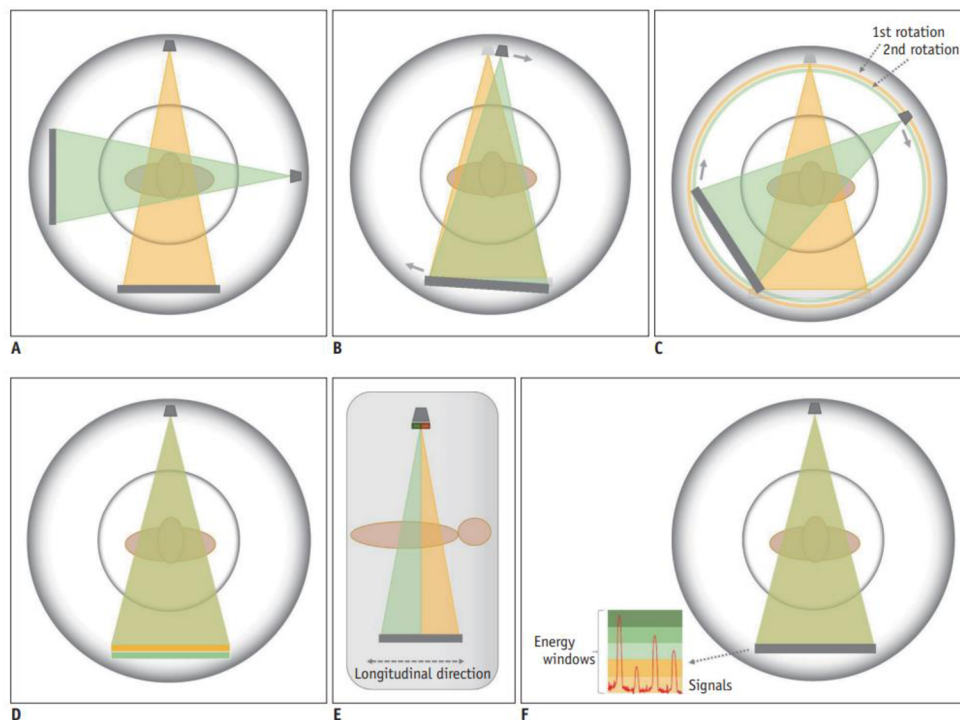 1st rotation
2nd rotation
A
B
C
Energy
windows
Signals
Longitudinal direction
D
E
F